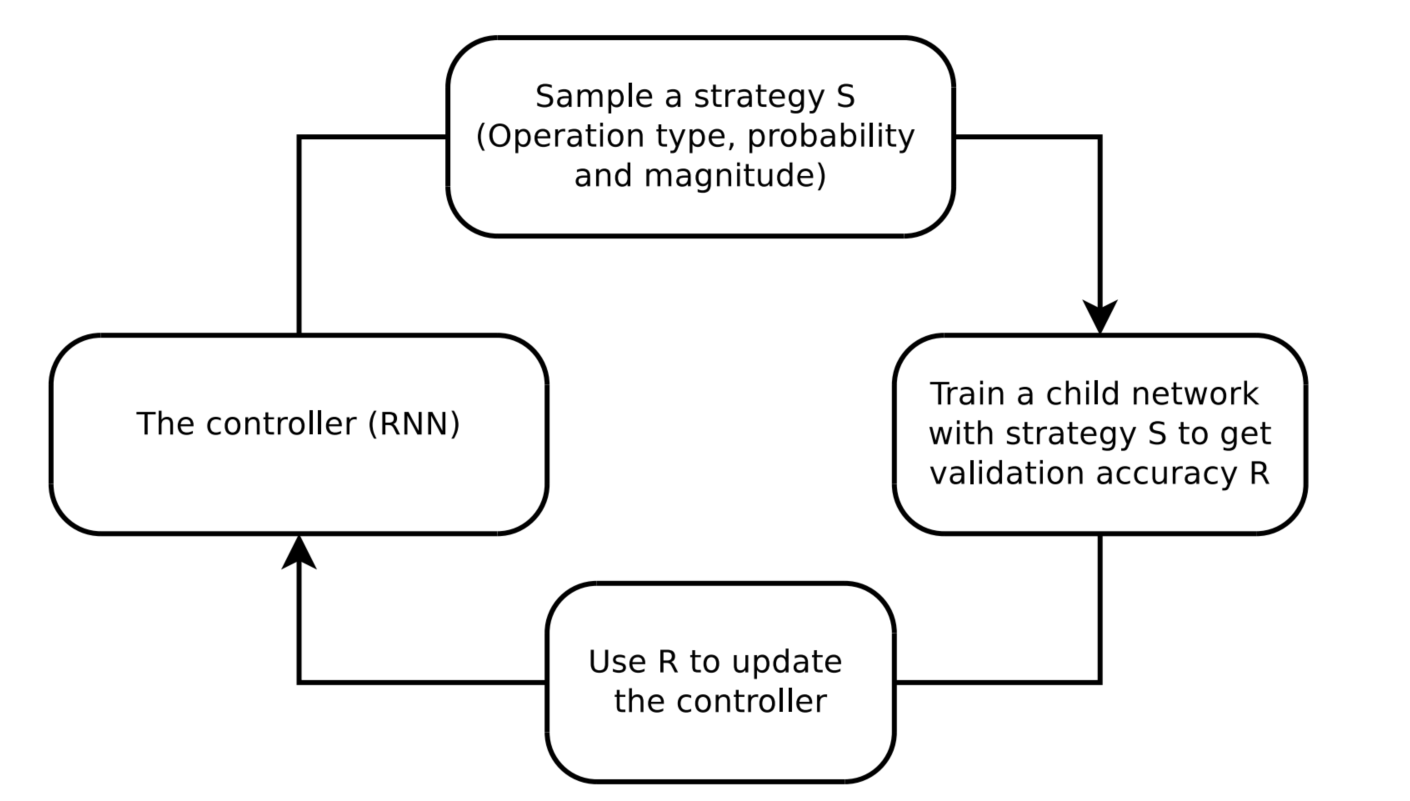 Sample a strategy S
(Operation type, probability
and magnitude)
The controller (RNN)
Train a child network
with strategy S to get
validation accuracy R
Use R to update
the controller